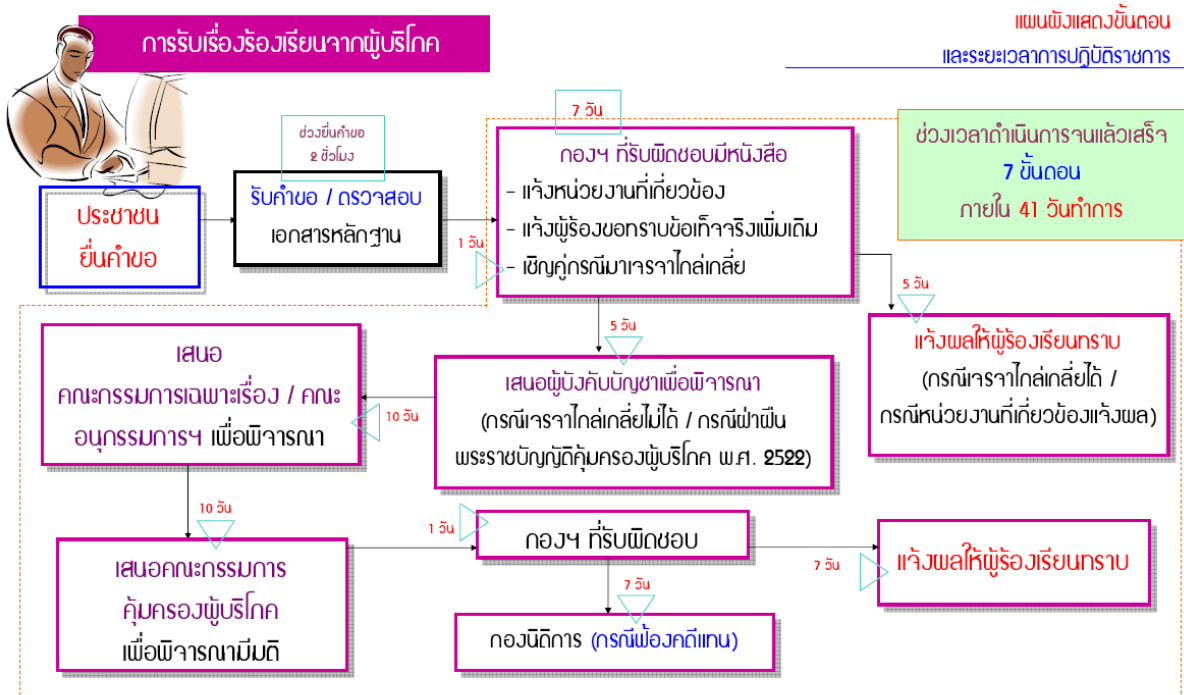 การรับเรื่องร้องเรียนจากผู้บริโภค
แผนผังแสดงขั้นตอน
และระยะเวลาการปฏิบัติราชการ
ช่วงยื่นคำขอ
2 ชั่วโมง
7 วัน
ช่วงเวลาดำเนินการจนแล้วเสร็จ
7 ขั้นตอน
ภายใน 41 วันทำการ
ประชาชน
ยื่นคำขอ
รับคำขอ / ตรวจสอบ
เอกสารหลักฐาน
1 วัน
กองฯ ที่รับผิดชอบมีหนังสือ
- แจ้งหน่วยงานที่เกี่ยวข้อง
- แจ้งผู้ร้องขอทราบข้อเท็จจริงเพิ่มเติม
- เชิญคู่กรณีมาเจรจาไกล่เกลี่ย
5 วัน
แจ้งผลให้ผู้ร้องเรียนทราบ
(กรณีเจรจาไกล่เกลี่ยได้ /
กรณีหน่วยงานที่เกี่ยวข้องแจ้งผล)
5 วัน
เสนอผู้บังคับบัญชาเพื่อพิจารณา
(กรณีเจรจาไกล่เกลี่ยไม่ได้ / กรณีฝ่าฝืน
พระราชบัญญัติคุ้มครองผู้บริโภค พ.ศ. 2522)
10 วัน
เสนอ
คณะกรรมการเฉพาะเรื่อง / คณะ
อนุกรรมการฯ เพื่อพิจารณา
10 วัน
เสนอคณะกรรมการ
คุ้มครองผู้บริโภค
เพื่อพิจารณามีมติ
1 วัน
กองฯ ที่รับผิดชอบ
7 วัน
แจ้งผลให้ผู้ร้องเรียนทราบ
7 วัน
กองนิติการ (กรณีฟ้องคดีแทน)